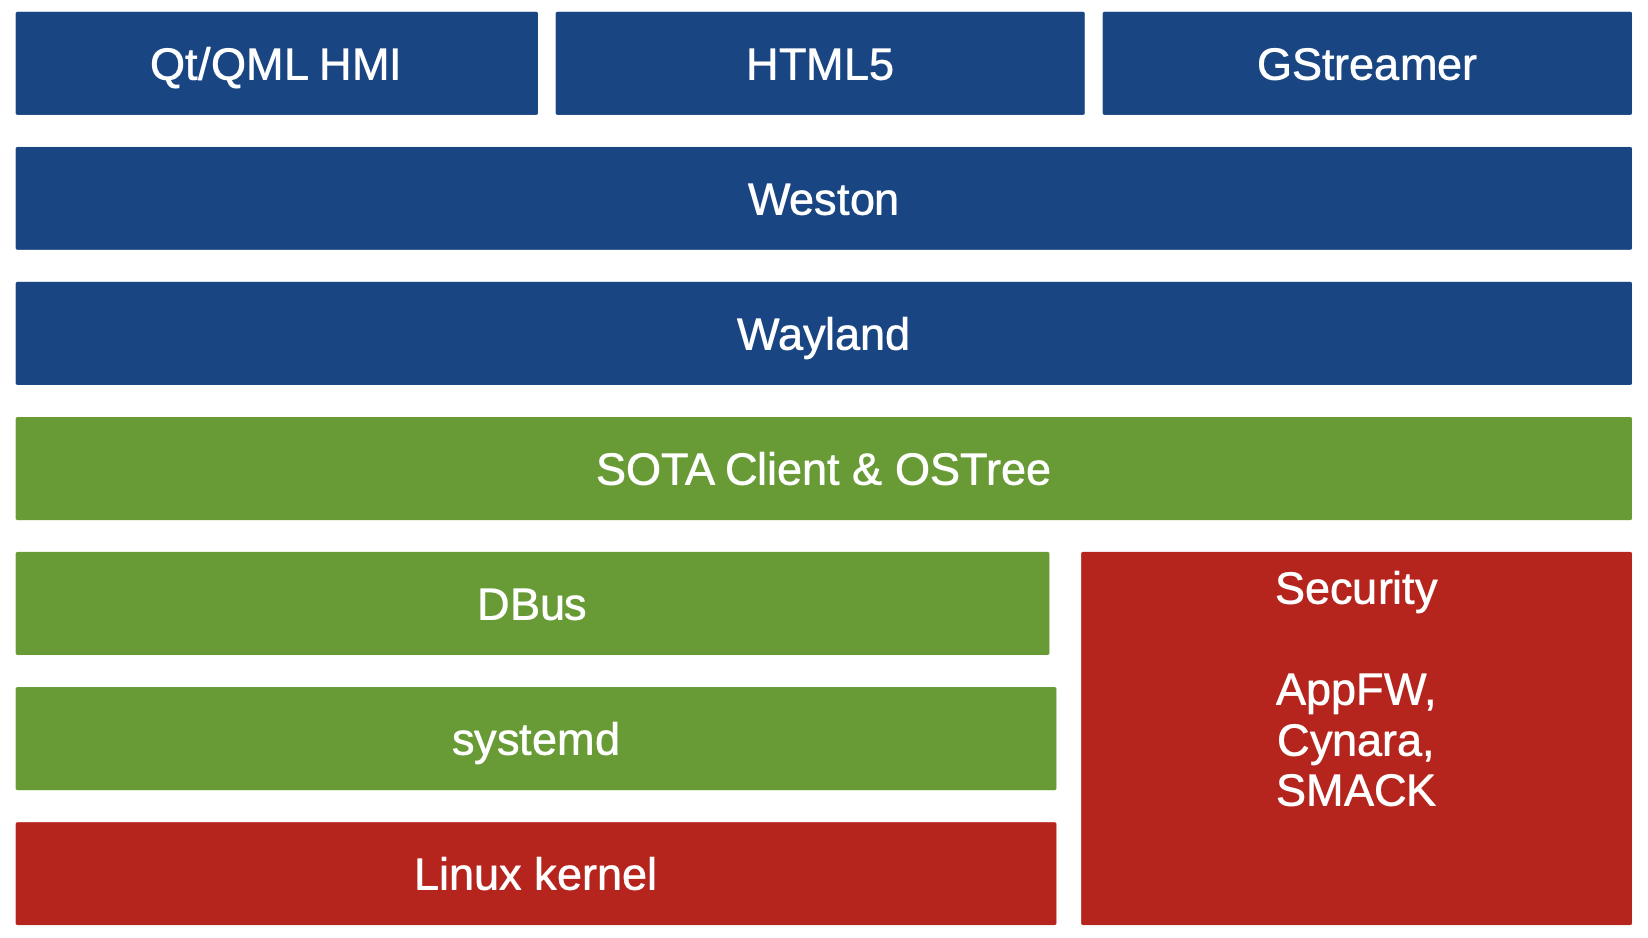 Qt/QML HMI
HTML5
GStreamer
Weston
Wayland
SOTA Client & OSTree
DBus
systemd
Linux kernel
Security
AppFW,
Cynara,
SMACK